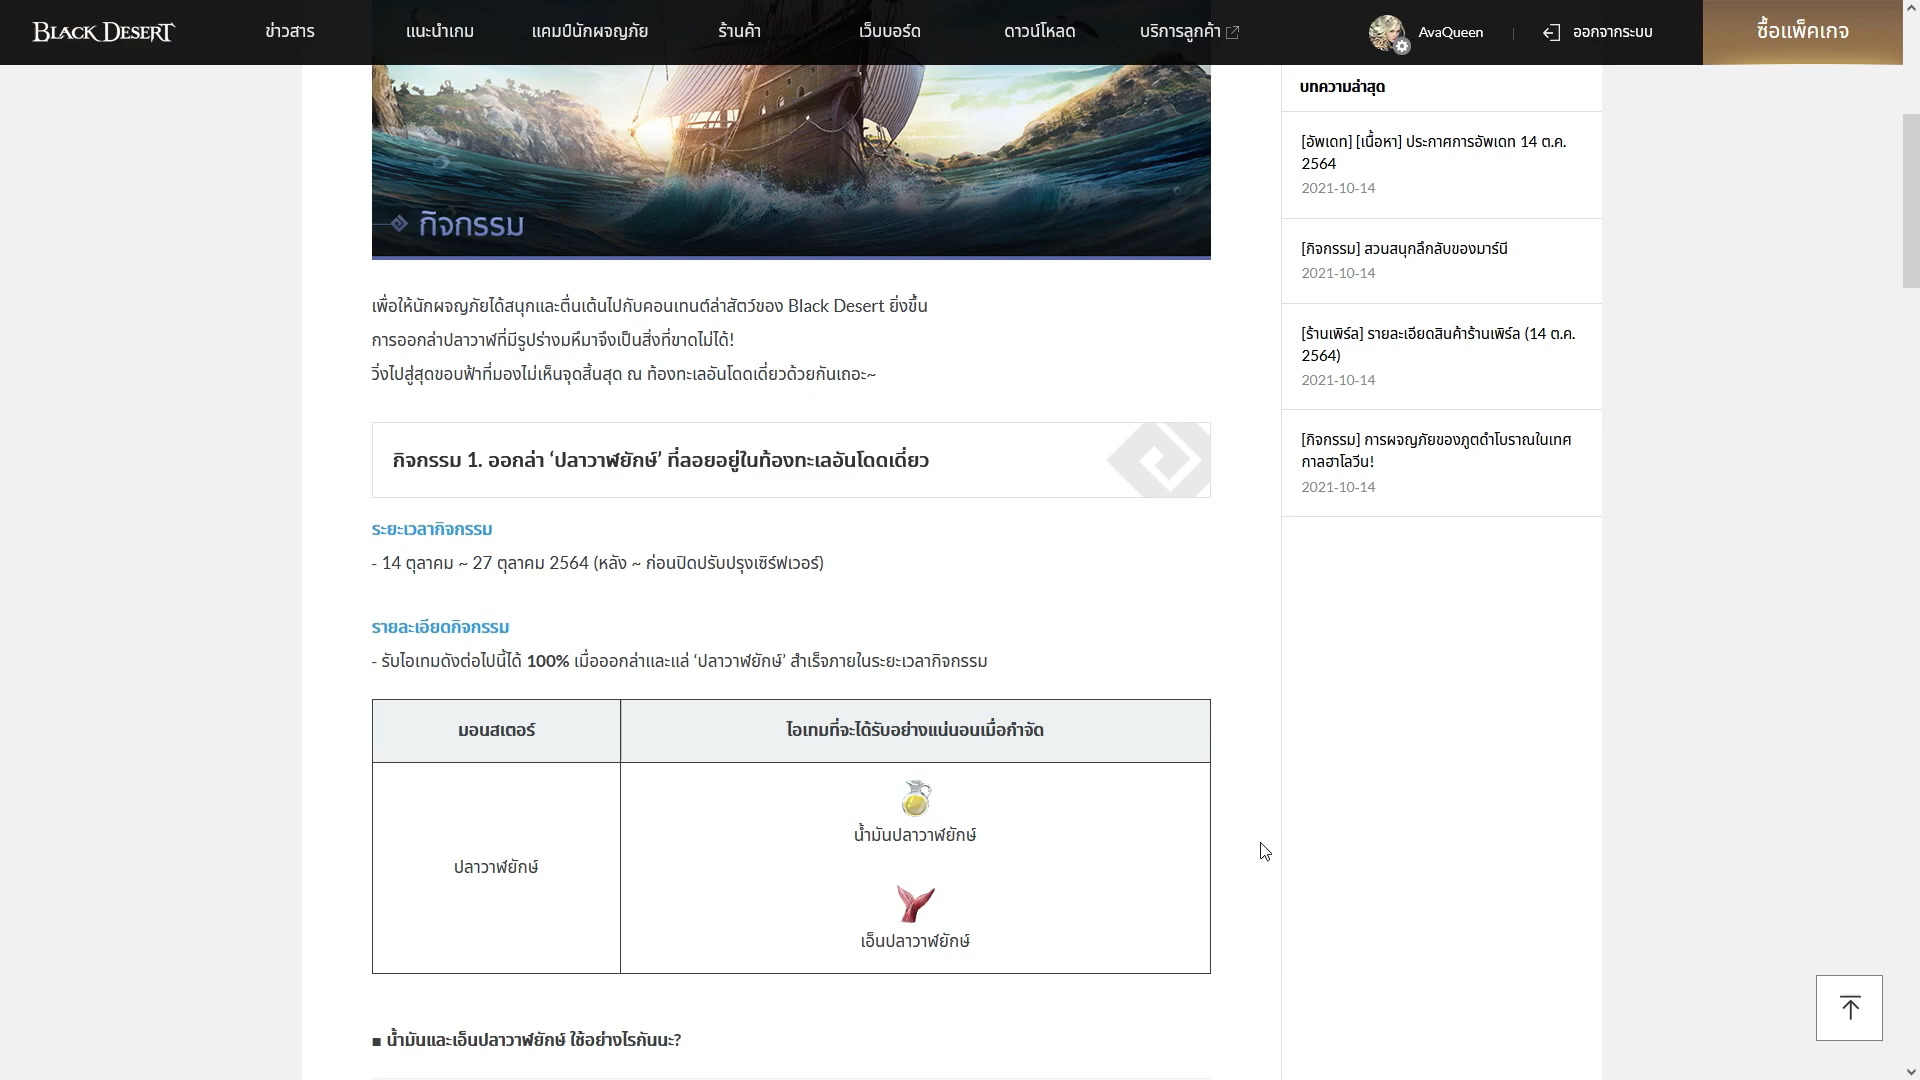 BLACK DESERT
ข่าวสาร
แนะนำเกม
แคมป์นักผจญภัย
ร้านค้า
เว็บบอร์ด
ดาวน์โหลด
บริการลูกค้า
AvaQueen
ออกจากระบบ
ซื้อแพ็คเกจ
กิจกรรม
เพื่อให้นักผจญภัยได้สนุกและตื่นเต้นไปกับคอนเทนต์ล่าสัตว์ของ Black Desert ยิ่งขึ้น
การออกล่าปลาวาฬที่มีรูปร่างมหึมาจึงเป็นสิ่งที่ขาดไม่ได้!
วิ่งไปสู่สุดขอบฟ้าที่มองไม่เห็นจุดสิ้นสุด ณ ท้องทะเลอันโดดเดี่ยวด้วยกันเถอะ~
กิจกรรม 1. ออกล่า ‘ปลาวาฬยักษ์’ ที่ลอยอยู่ในท้องทะเลอันโดดเดี่ยว
ระยะเวลากิจกรรม
- 14 ตุลาคม ~ 27 ตุลาคม 2564 (หลัง ~ ก่อนปิดปรับปรุงเซิร์ฟเวอร์)
รายละเอียดกิจกรรม
- รับไอเทมดังต่อไปนี้ได้ 100% เมื่อออกล่าและแล่ ‘ปลาวาฬยักษ์’ สำเร็จภายในระยะเวลากิจกรรม
มอนสเตอร์
ไอเทมที่จะได้รับอย่างแน่นอนเมื่อกำจัด
ปลาวาฬยักษ์
น้ำมันปลาวาฬยักษ์
เอ็นปลาวาฬยักษ์
■ น้ำมันและเอ็นปลาวาฬยักษ์ ใช้อย่างไรกันนะ?
บทความล่าสุด
[อัพเดท] [เนื้อหา] ประกาศการอัพเดท 14 ต.ค.
2564
2021-10-14
[กิจกรรม] สวนสนุกลึกลับของมาร์นี
2021-10-14
[ร้านเพิร์ล] รายละเอียดสินค้าร้านเพิร์ล (14 ต.ค.
2564)
2021-10-14
[กิจกรรม] การผจญภัยของภูตดำโบราณในเทศ
กาลฮาโลวีน!
2021-10-14